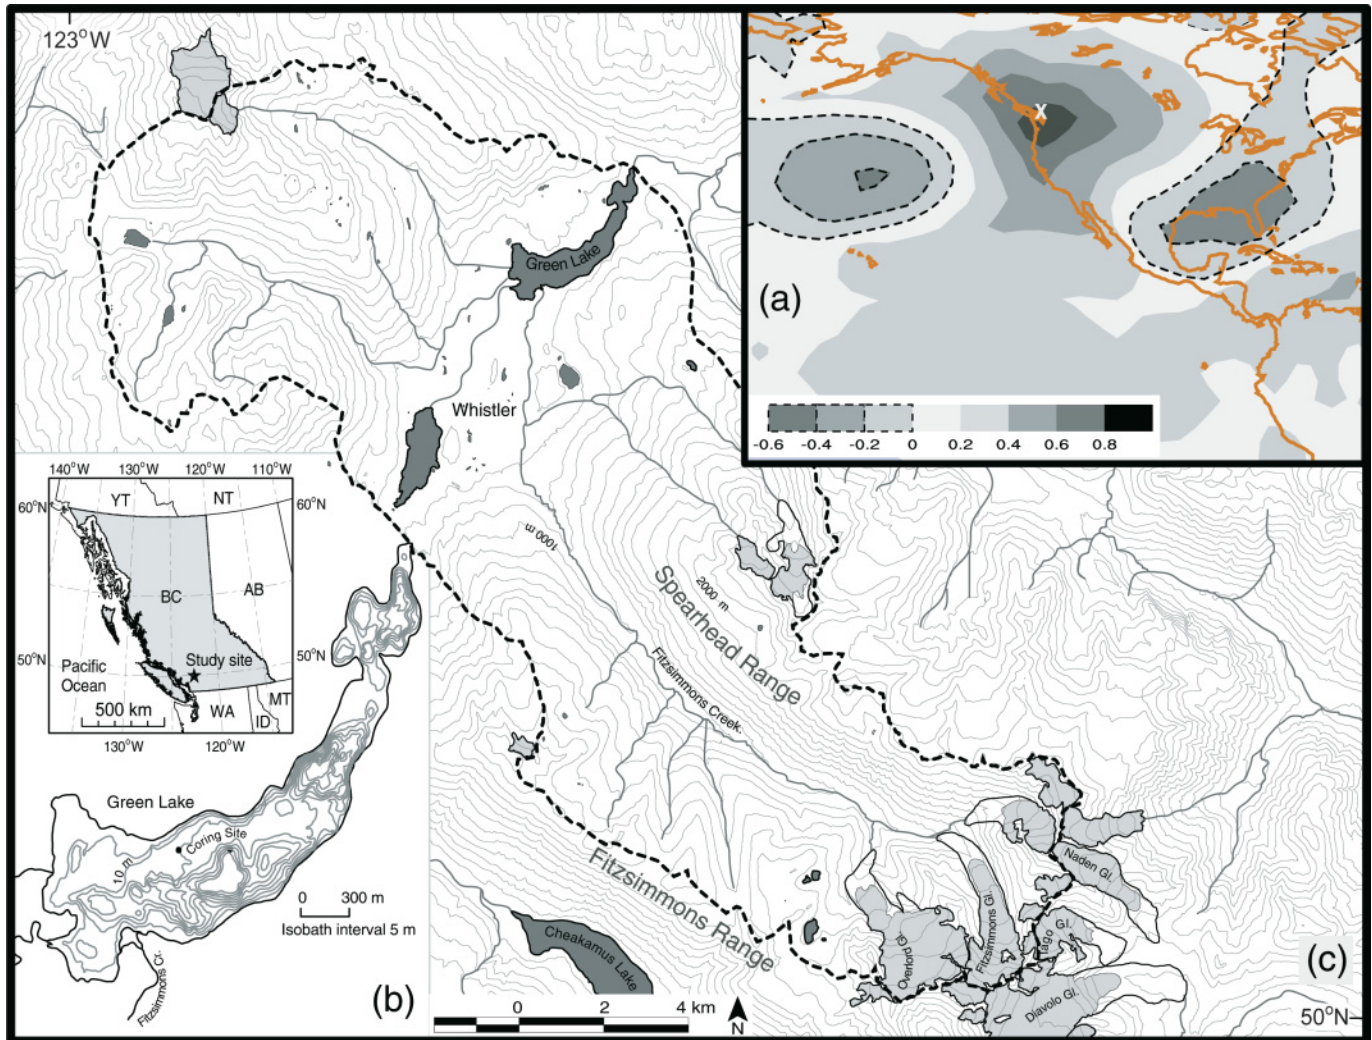 123°W
(a)
-0.6 -0.4 -0.2 0 0.2 0.4 0.6 0.8
X
Green Lake
Whistler
1000 m
2000 m
Spearhead Range
Fitzsimmons Creek.
Fitzsimmons Range
Cheakamus Lake
Overlord Gl.
Fitzsimmons Gl.
Naden Gl.
Iago Gl.
Diavolo Gl.
(c)
50°N
0 2 4 km
N
140°W 130°W 120°W 110°W
60°N
YT
NT
60°N
BC
AB
50°N
Study site
50°N
Pacific
Ocean
500 km
WA
ID
MT
130°W 120°W
Green Lake
Coring Site
10 m
0 300 m
Isobath interval 5 m
Fitzsimmons Cr.
(b)